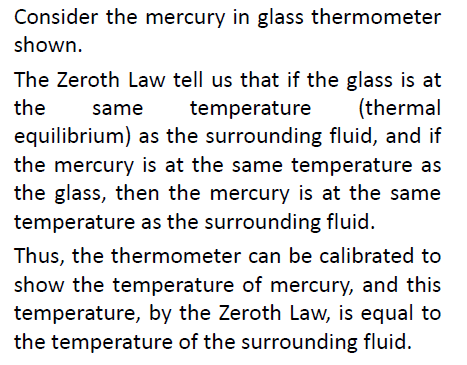 Consider the mercury in glass thermometer
shown.
The Zeroth Law tell us that if the glass is at
the same temperature (thermal
equilibrium) as the surrounding fluid, and if
the mercury is at the same temperature as
the glass, then the mercury is at the same
temperature as the surrounding fluid.
Thus, the thermometer can be calibrated to
show the temperature of mercury, and this
temperature, by the Zeroth Law, is equal to
the temperature of the surrounding fluid.